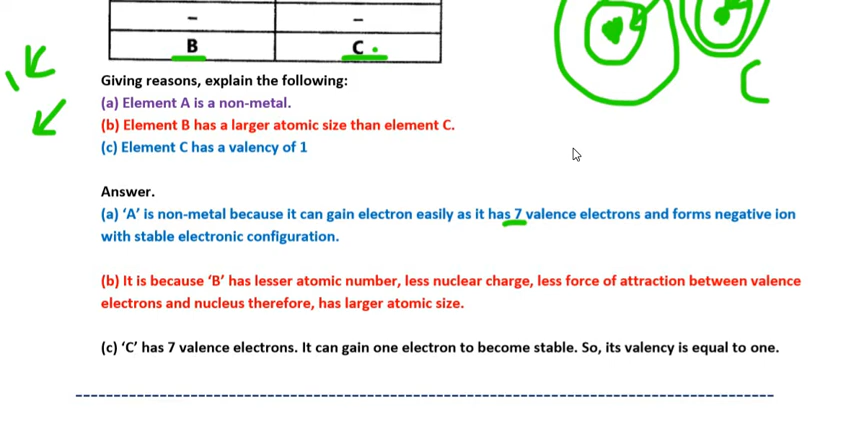 – –
B C
C
Giving reasons, explain the following:
(a) Element A is a non-metal.
(b) Element B has a larger atomic size than element C.
(c) Element C has a valency of 1
Answer.
(a) ‘A’ is non-metal because it can gain electron easily as it has 7 valence electrons and forms negative ion
with stable electronic configuration.
(b) It is because ‘B’ has lesser atomic number, less nuclear charge, less force of attraction between valence
electrons and nucleus therefore, has larger atomic size.
(c) ‘C’ has 7 valence electrons. It can gain one electron to become stable. So, its valency is equal to one.